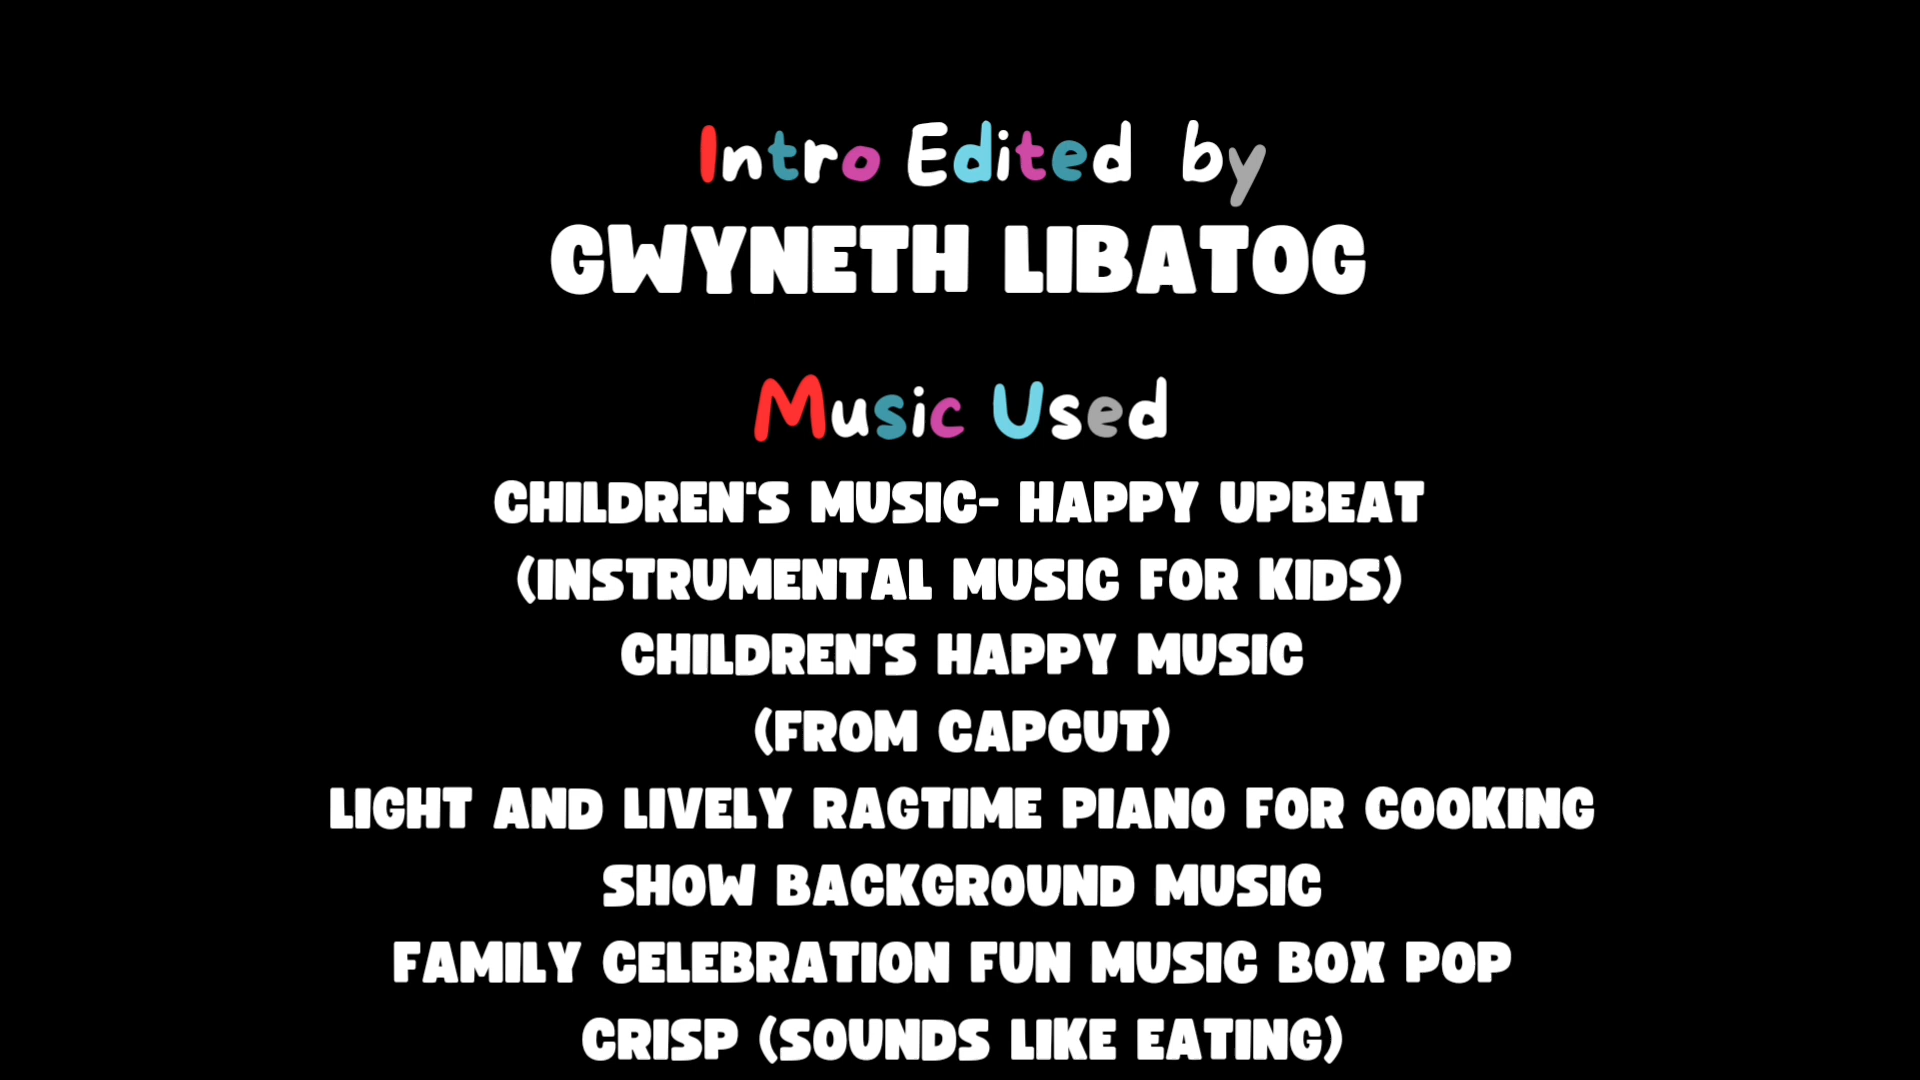 Intro Edited by
GWYNETH LIBATOG
Music Used
CHILDREN'S MUSIC- HAPPY UPBEAT
(INSTRUMENTAL MUSIC FOR KIDS)
CHILDREN'S HAPPY MUSIC
(FROM CAPCUT)
LIGHT AND LIVELY RAGTIME PIANO FOR COOKING
SHOW BACKGROUND MUSIC
FAMILY CELEBRATION FUN MUSIC BOX POP
CRISP (SOUNDS LIKE EATING)